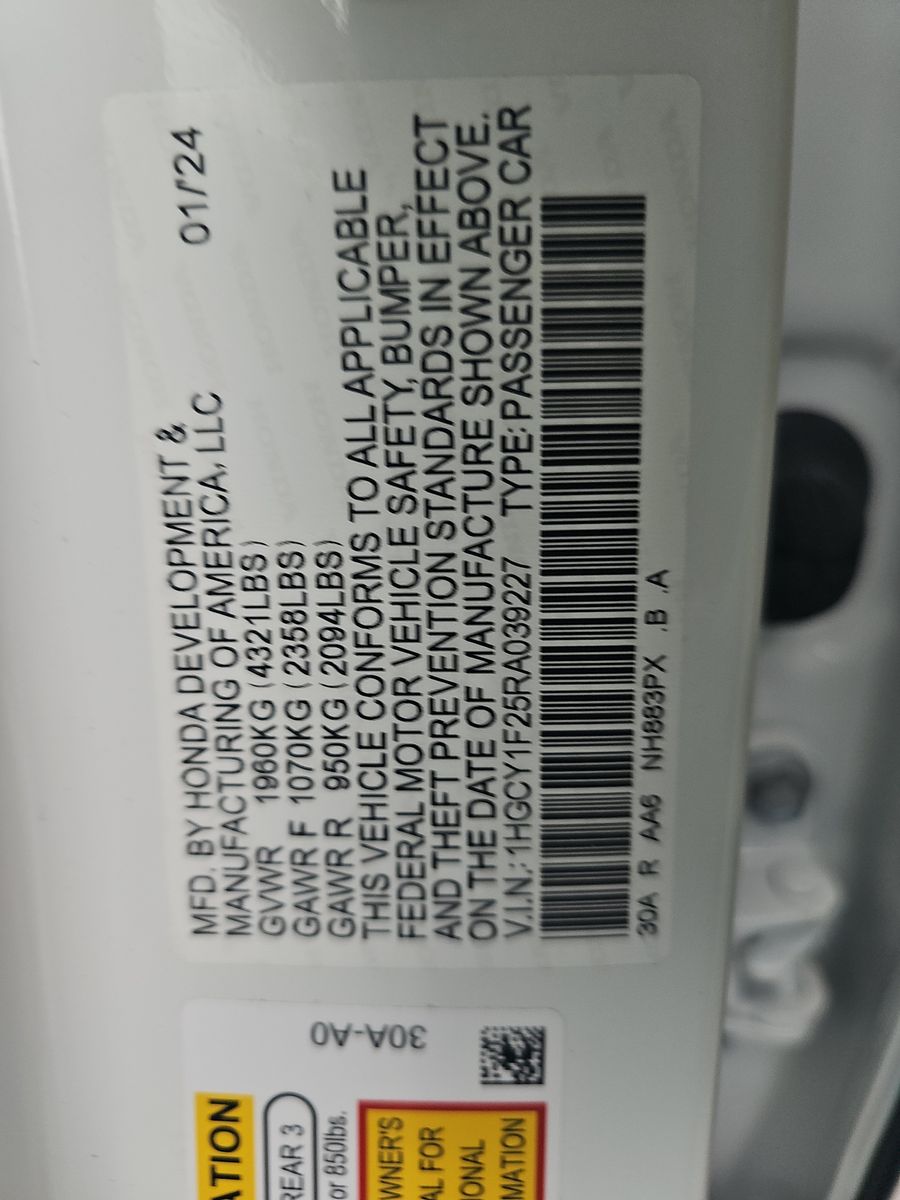 MFD. BY HONDA DEVELOPMENT &
MANUFACTURING OF AMERICA, LLC 01/'24
GVWR 1960KG (4321LBS)
GAWR F 1070KG (2358LBS)
GAWR R 950KG (2094LBS)
THIS VEHICLE CONFORMS TO ALL APPLICABLE
FEDERAL MOTOR VEHICLE SAFETY, BUMPER,
AND THEFT PREVENTION STANDARDS IN EFFECT
ON THE DATE OF MANUFACTURE SHOWN ABOVE.
V.I.N.: 1HGCY1F25RA039227 TYPE: PASSENGER CAR
30A R AA6 NH883PX .B .A
30A-A0
ATION
REAR 3
or 850lbs.
WNER'S
AL FOR
IONAL
MATION